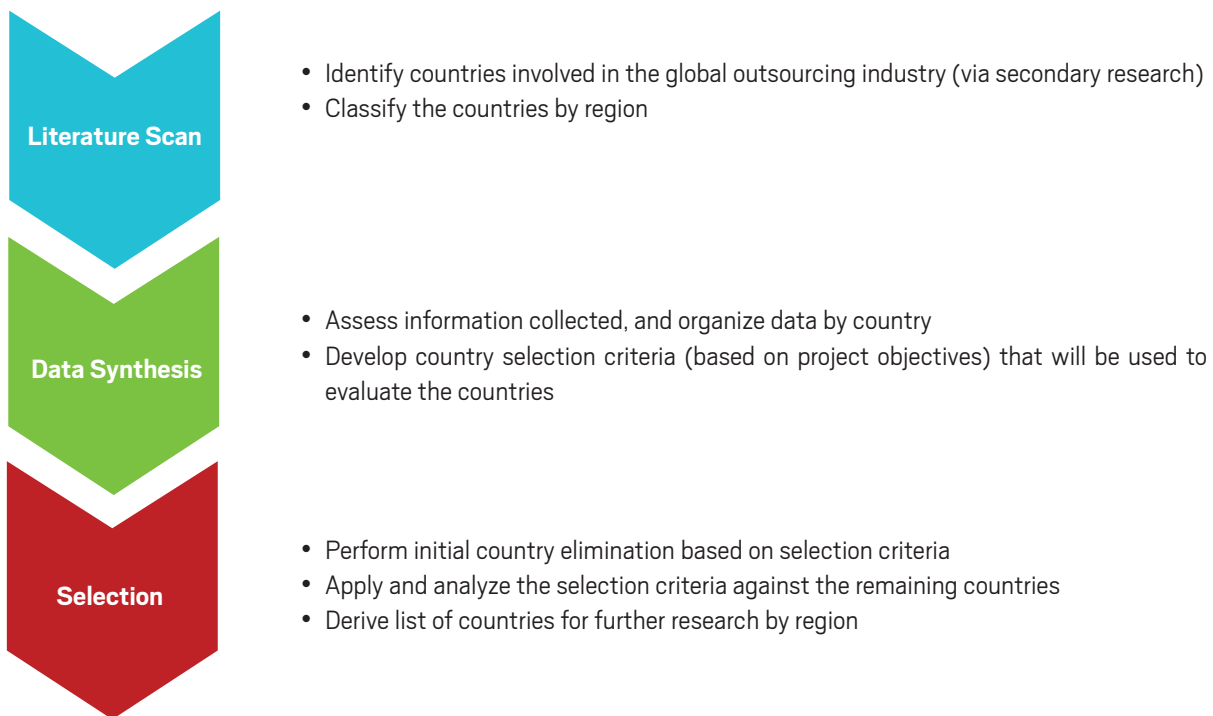 Literature Scan
• Identify countries involved in the global outsourcing industry (via secondary research)
• Classify the countries by region
Data Synthesis
• Assess information collected, and organize data by country
• Develop country selection criteria (based on project objectives) that will be used to
evaluate the countries
Selection
• Perform initial country elimination based on selection criteria
• Apply and analyze the selection criteria against the remaining countries
• Derive list of countries for further research by region